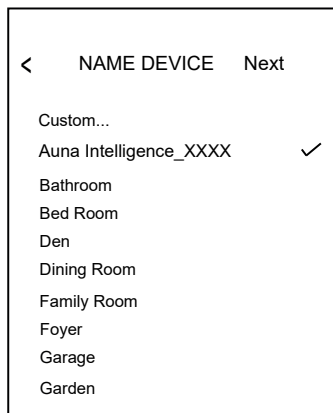 < NAME DEVICE Next
Custom...
Auna Intelligence_XXXX
Bathroom
Bed Room
Den
Dining Room
Family Room
Foyer
Garage
Garden